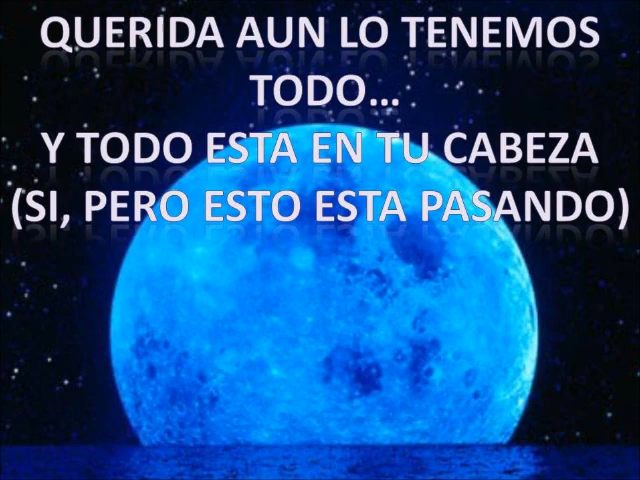 QUERIDA AUN LO TENEMOS
TODO...
Y TODO ESTA EN TU CABEZA
(SI, PERO ESTO ESTA PASANDO)